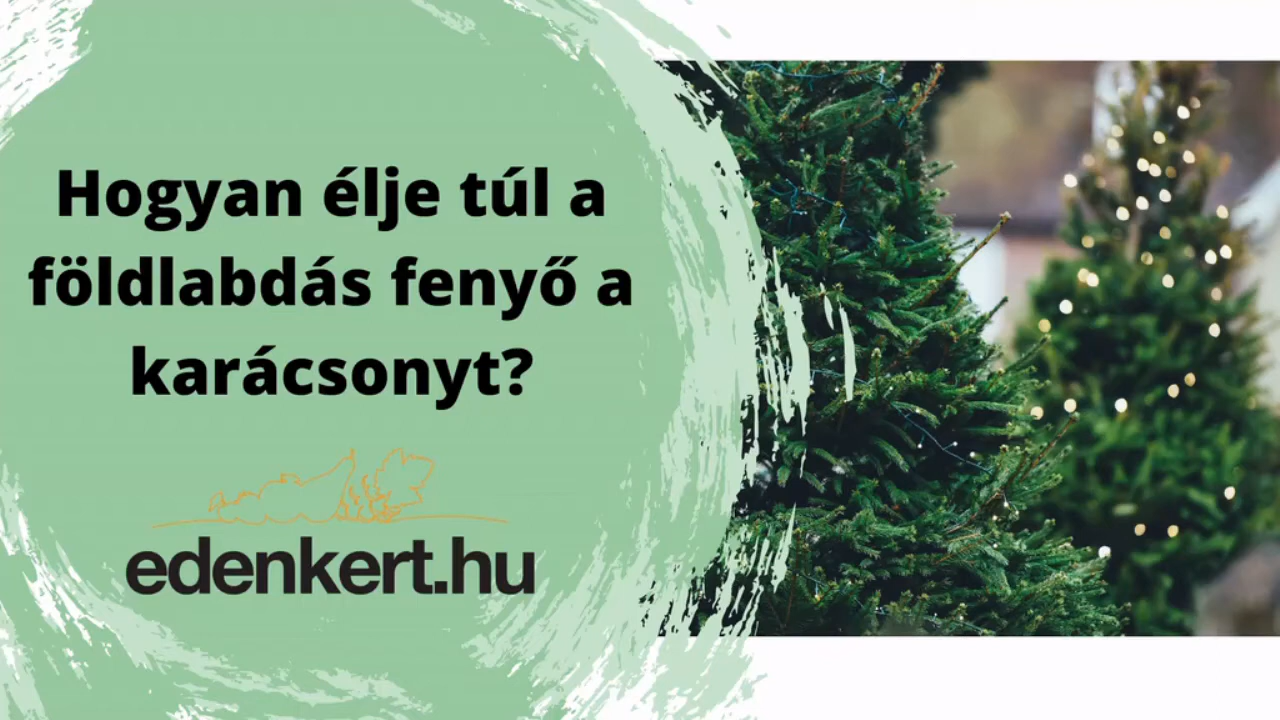 Hogyan élje túl a
földlabdás fenyő a
karácsonyt?
edenkert.hu